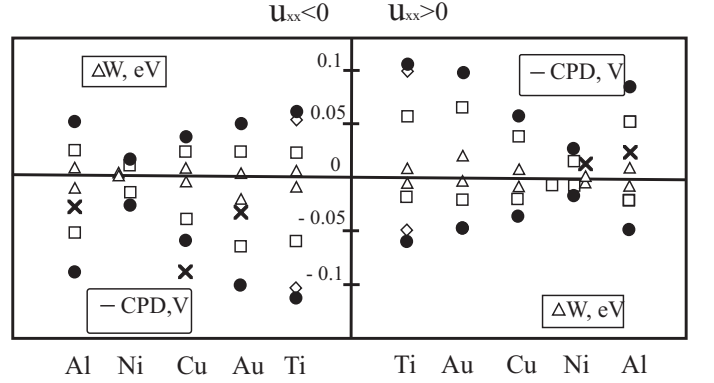 uxx<0 uxx>0
ΔW, eV
– CPD, V
0.1
0.05
0
- 0.05
- 0.1
– CPD,V
ΔW, eV
Al Ni Cu Au Ti Ti Au Cu Ni Al